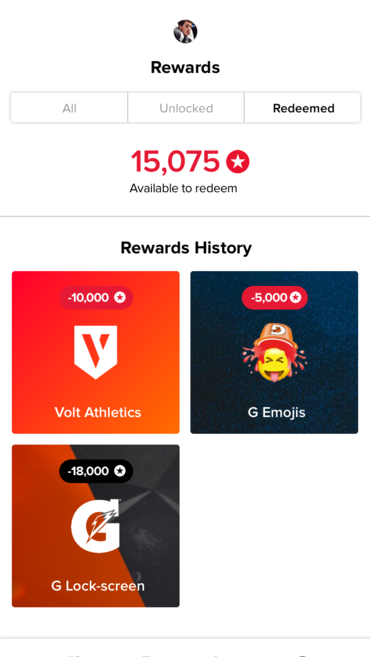 Rewards
All
Unlocked
Redeemed
15,075
Available to redeem
Rewards History
-10,000
Volt Athletics
-5,000
G Emojis
-18,000
G
G Lock-screen